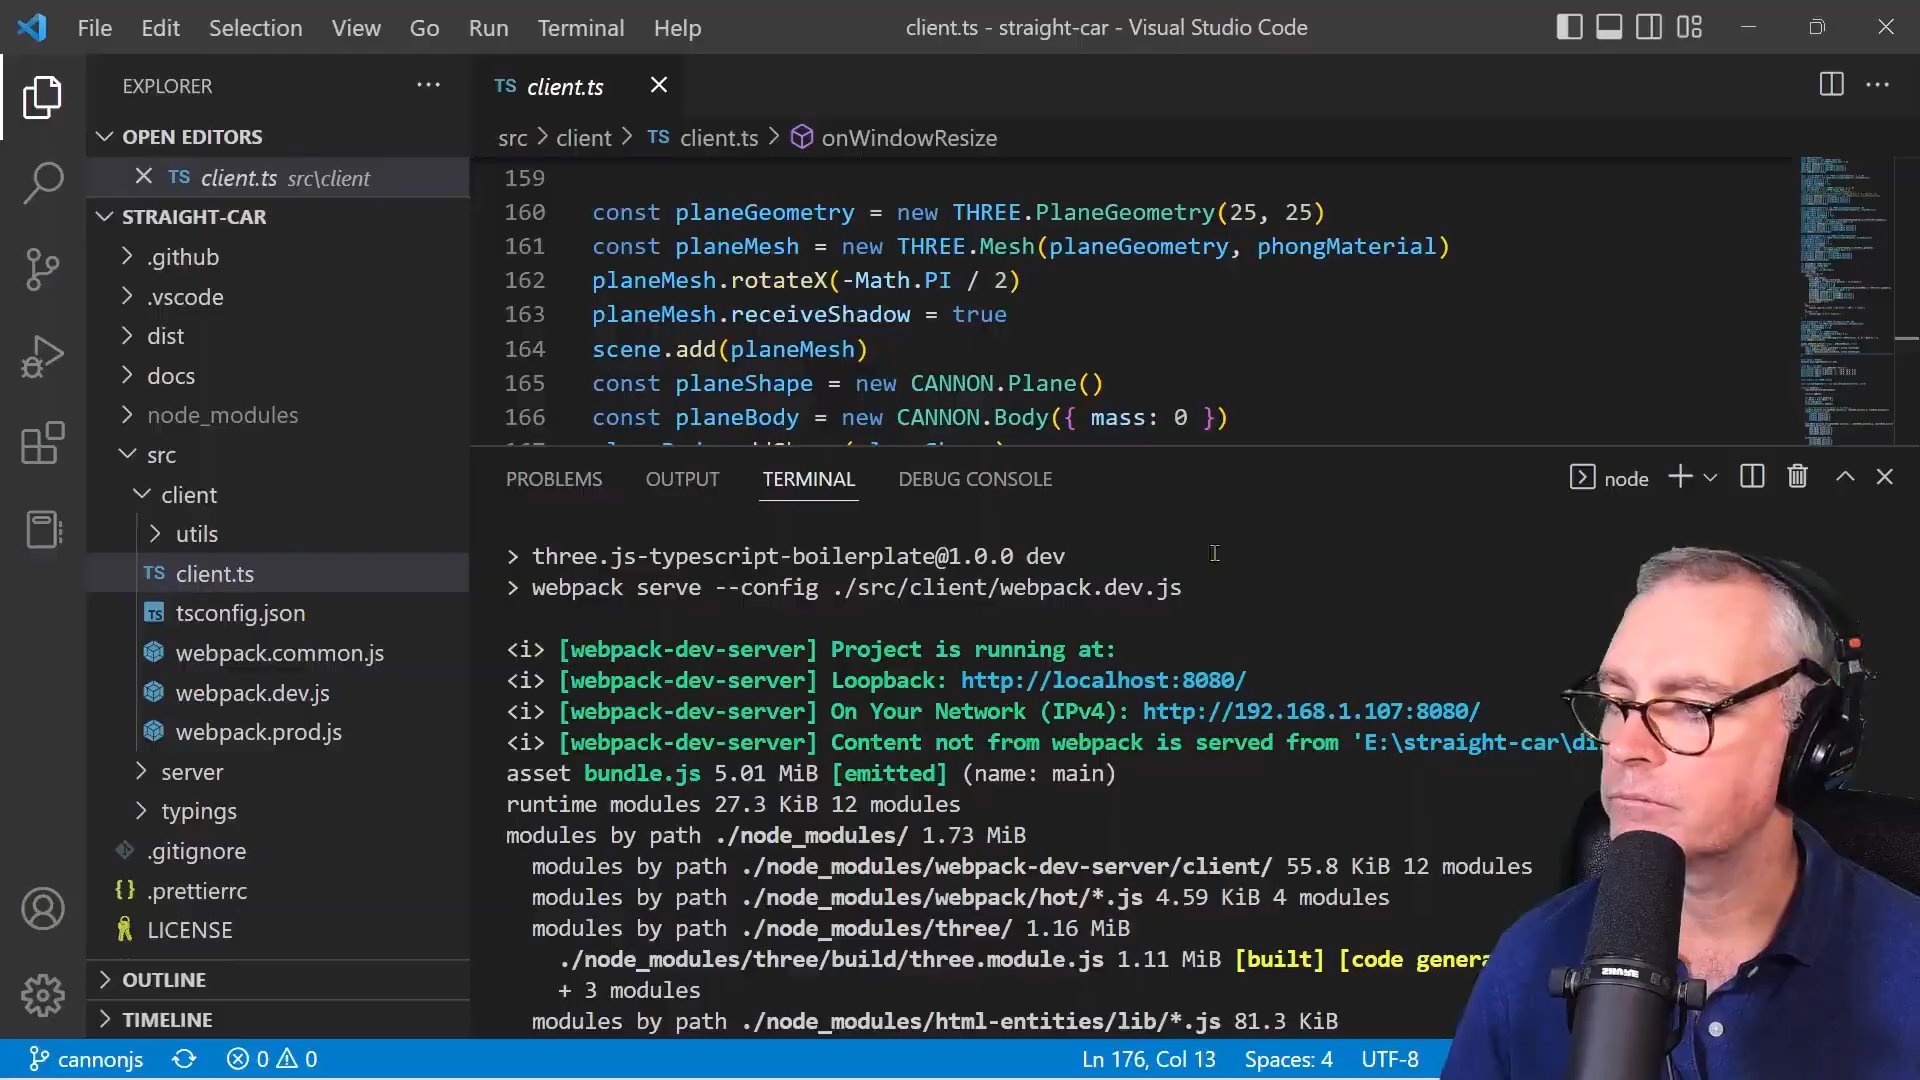 File Edit Selection View Go Run Terminal Help
client.ts - straight-car - Visual Studio Code
EXPLORER
OPEN EDITORS
TS client.ts src\client
STRAIGHT-CAR
.github
.vscode
dist
docs
node_modules
src
client
utils
TS client.ts
TS tsconfig.json
webpack.common.js
webpack.dev.js
webpack.prod.js
server
typings
.gitignore
{} .prettierrc
LICENSE
OUTLINE
TIMELINE
TS client.ts
src > client > TS client.ts > onWindowResize
159
160 const planeGeometry = new THREE.PlaneGeometry(25, 25)
161 const planeMesh = new THREE.Mesh(planeGeometry, phongMaterial)
162 planeMesh.rotateX(-Math.PI / 2)
163 planeMesh.receiveShadow = true
164 scene.add(planeMesh)
165 const planeShape = new CANNON.Plane()
166 const planeBody = new CANNON.Body({ mass: 0 })
PROBLEMS OUTPUT TERMINAL DEBUG CONSOLE
node
> three.js-typescript-boilerplate@1.0.0 dev
> webpack serve --config ./src/client/webpack.dev.js
<i> [webpack-dev-server] Project is running at:
<i> [webpack-dev-server] Loopback: http://localhost:8080/
<i> [webpack-dev-server] On Your Network (IPv4): http://192.168.1.107:8080/
<i> [webpack-dev-server] Content not from webpack is served from 'E:\straight-car\di
asset bundle.js 5.01 MiB [emitted] (name: main)
runtime modules 27.3 KiB 12 modules
modules by path ./node_modules/ 1.73 MiB
modules by path ./node_modules/webpack-dev-server/client/ 55.8 KiB 12 modules
modules by path ./node_modules/webpack/hot/*.js 4.59 KiB 4 modules
modules by path ./node_modules/three/ 1.16 MiB
./node_modules/three/build/three.module.js 1.11 MiB [built] [code genera
+ 3 modules
modules by path ./node_modules/html-entities/lib/*.js 81.3 KiB
cannonjs 0 0
Ln 176, Col 13 Spaces: 4 UTF-8
SHURE